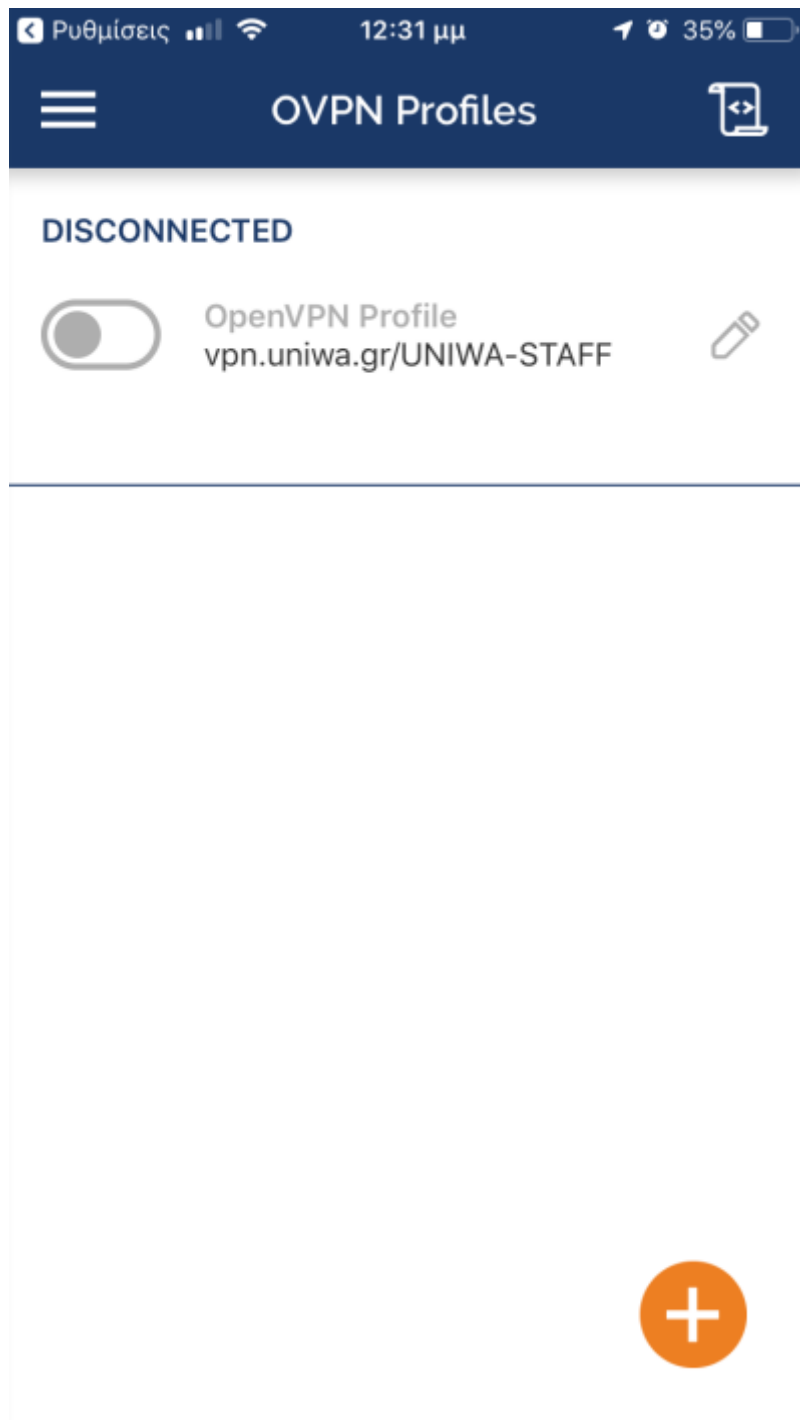 Ρυθμίσεις 12:31 μμ 35%
OVPN Profiles
DISCONNECTED
OpenVPN Profile
vpn.uniwa.gr/UNIWA-STAFF